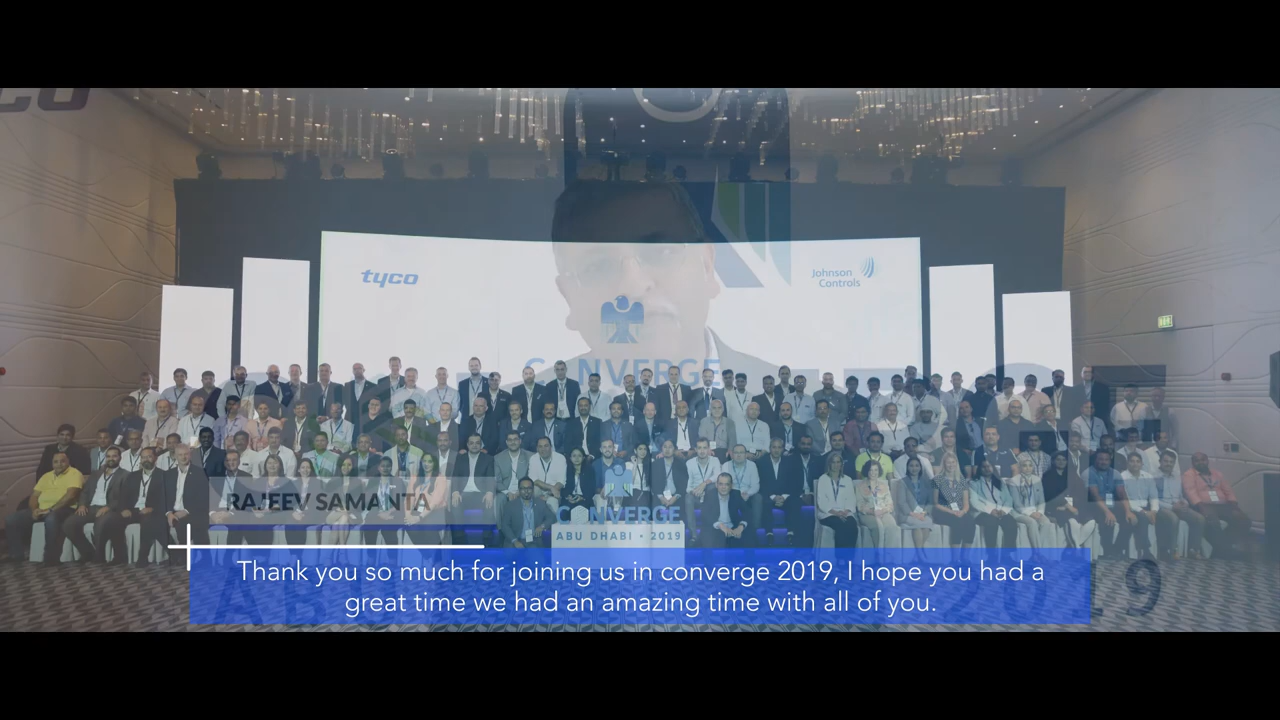 tyco
Johnson
Controls
CONVERGE
RAJEEV SAMANTA
CONVERGE
ABU DHABI • 2019
Thank you so much for joining us in converge 2019, I hope you had a
great time we had an amazing time with all of you.